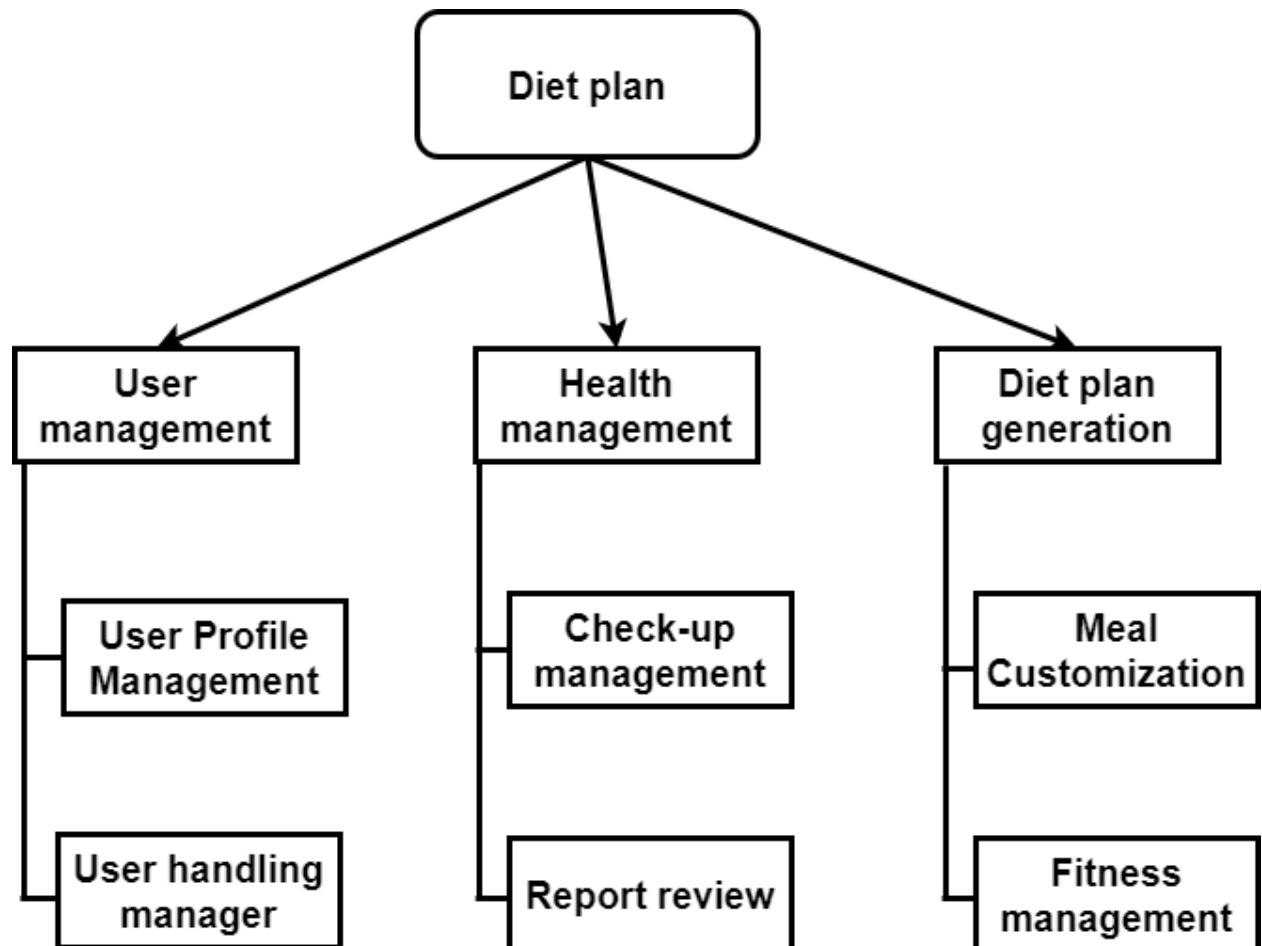 Diet plan
User
management
Health
management
Diet plan
generation
User Profile
Management
Check-up
management
Meal
Customization
User handling
manager
Report review
Fitness
management